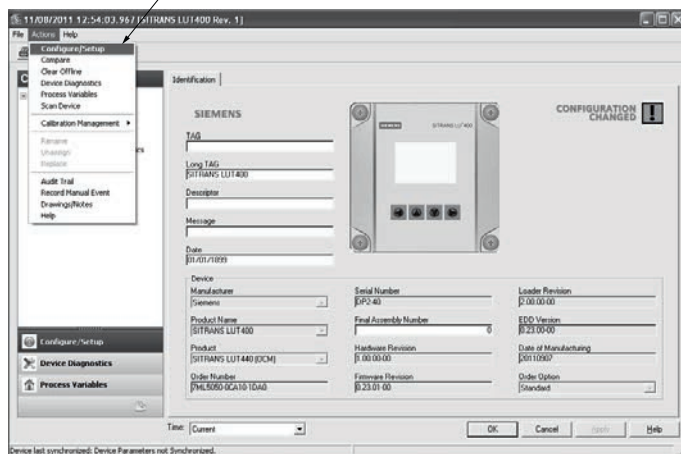 11/08/2011 12:54:03.967 [SITRANS LUT400 Rev. 1]
File Actions Help
Configure/Setup
Compare
Clear Offline
Device Diagnostics
Process Variables
Scan Device
Calibration Management
Rename
Unassign
Replace
Audit Trail
Record Manual Event
Drawings/Notes
Help
Configure/Setup
Device Diagnostics
Process Variables
Identification
SIEMENS
CONFIGURATION
CHANGED
TAG
Long TAG
SITRANS LUT400
Descriptor
Message
Date
01/01/1899
SIEMENS
SITRANS LUT400
Device
Manufacturer
Siemens
Product Name
SITRANS LUT400
Product
SITRANS LUT440 (OCM)
Order Number
7ML5050-0CA10-1DA0
Serial Number
DP2-40
Final Assembly Number
0
Hardware Revision
1.00.00-00
Firmware Revision
0.23.01-00
Loader Revision
2.00.00-00
EDD Version
0.23.00-00
Date of Manufacturing
20110907
Order Option
Standard
Time: Current
OK Cancel Apply Help
Device last synchronized: Device Parameters not Synchronized.